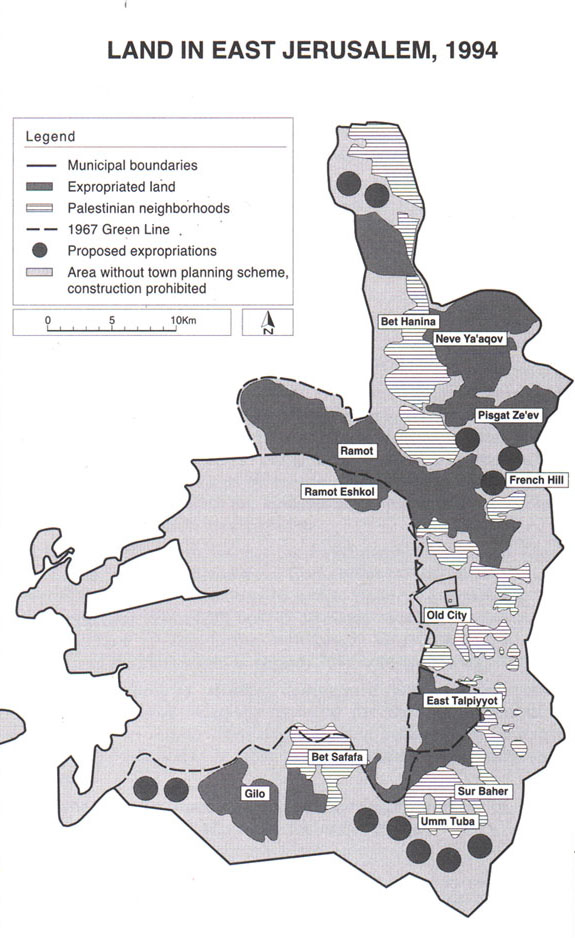 LAND IN EAST JERUSALEM, 1994
Legend
Municipal boundaries
Expropriated land
Palestinian neighborhoods
1967 Green Line
Proposed expropriations
Area without town planning scheme,
construction prohibited
0 5 10Km
N
Bet Hanina
Neve Ya'aqov
Pisgat Ze'ev
Ramot
French Hill
Ramot Eshkol
Old City
East Talpiyyot
Bet Safafa
Gilo
Sur Baher
Umm Tuba